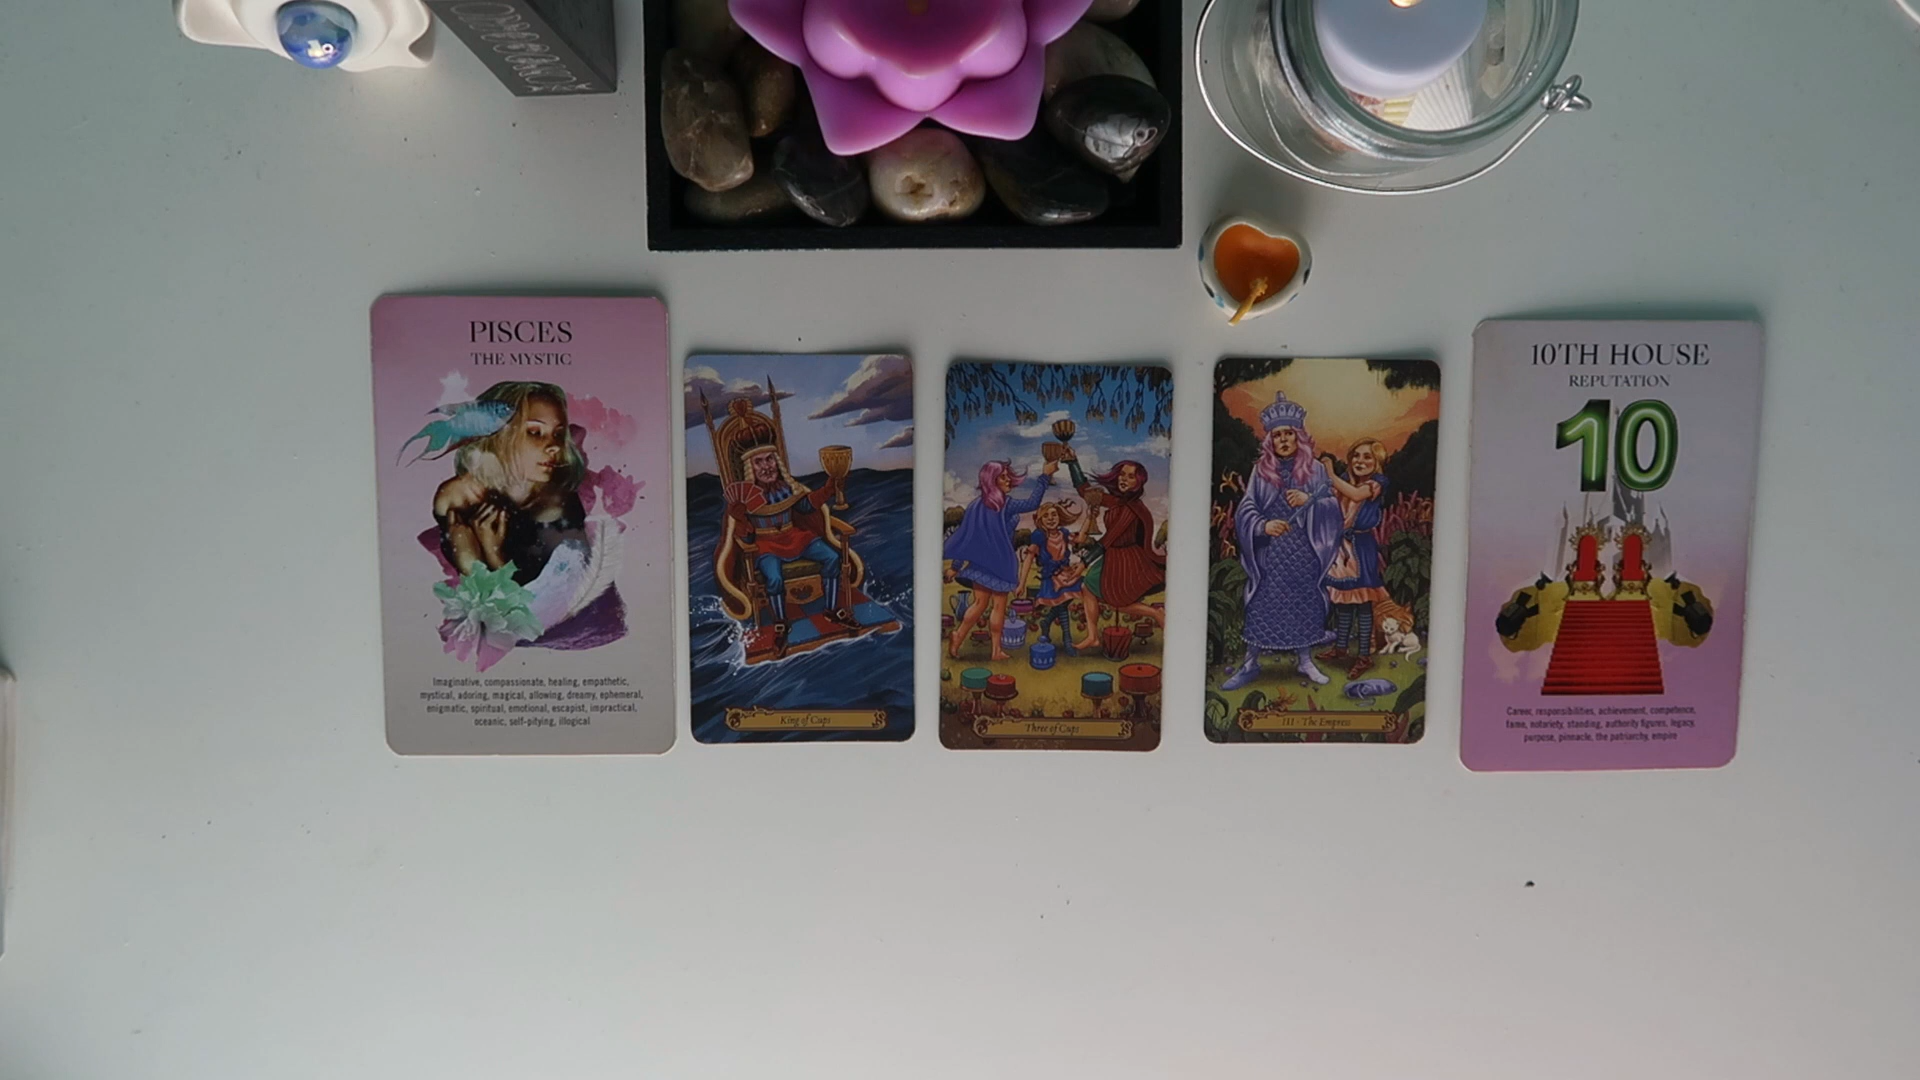 PISCES
THE MYSTIC
Imaginative, compassionate, healing, empathetic,
mystical, adoring, magical, allowing, dreamy, ephemeral,
enigmatic, spiritual, emotional, escapist, impractical,
oceanic, self-pitying, illogical
King of Cups
Three of Cups
III - The Empress
10TH HOUSE
REPUTATION
10
Career, responsibilities, achievement, competence,
fame, notoriety, standing, authority figures, legacy,
purpose, pinnacle, the patriarchy, empire